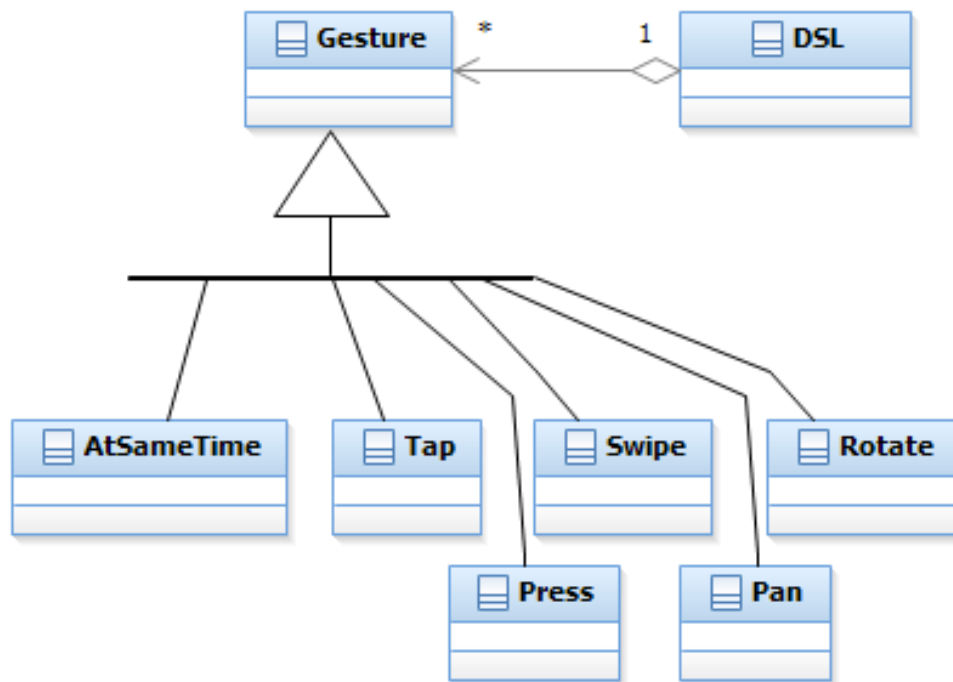 Gesture
*
1
DSL
AtSameTime
Tap
Swipe
Rotate
Press
Pan